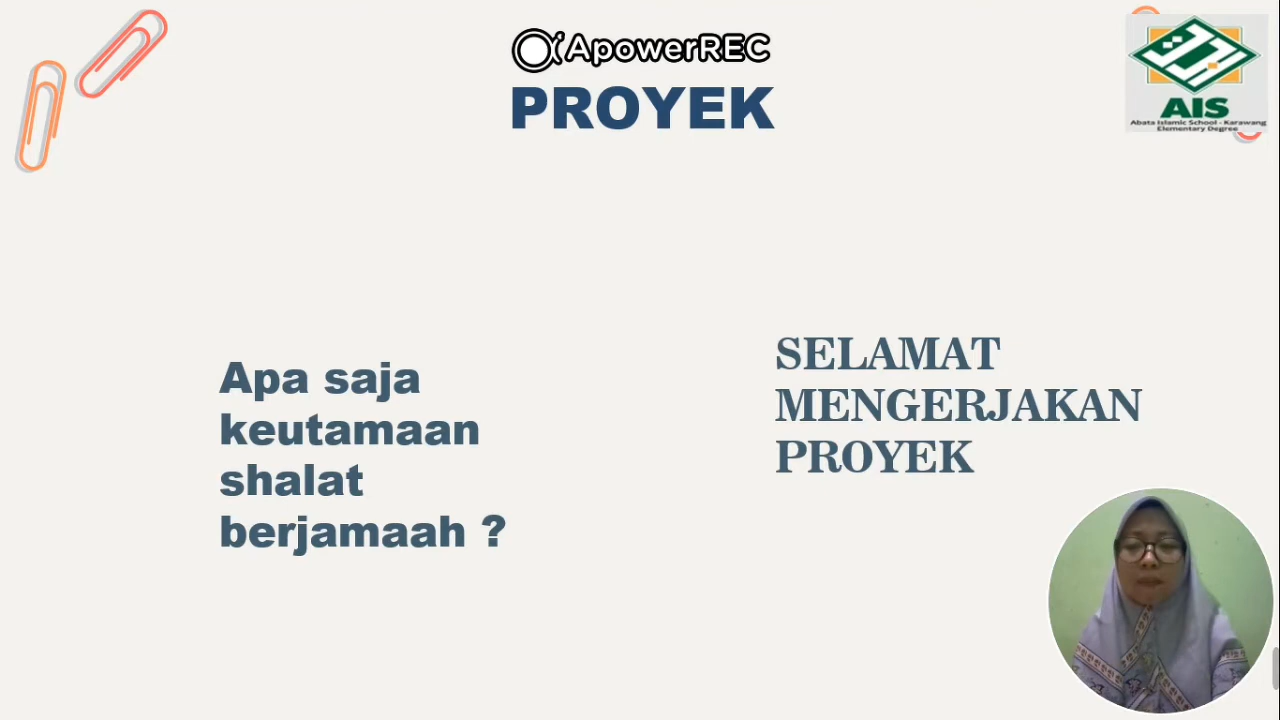 ApowerREC
PROYEK
AIS
Abata Islamic School - Karawang
Elementary Degree
Apa saja
keutamaan
shalat
berjamaah ?
SELAMAT
MENGERJAKAN
PROYEK